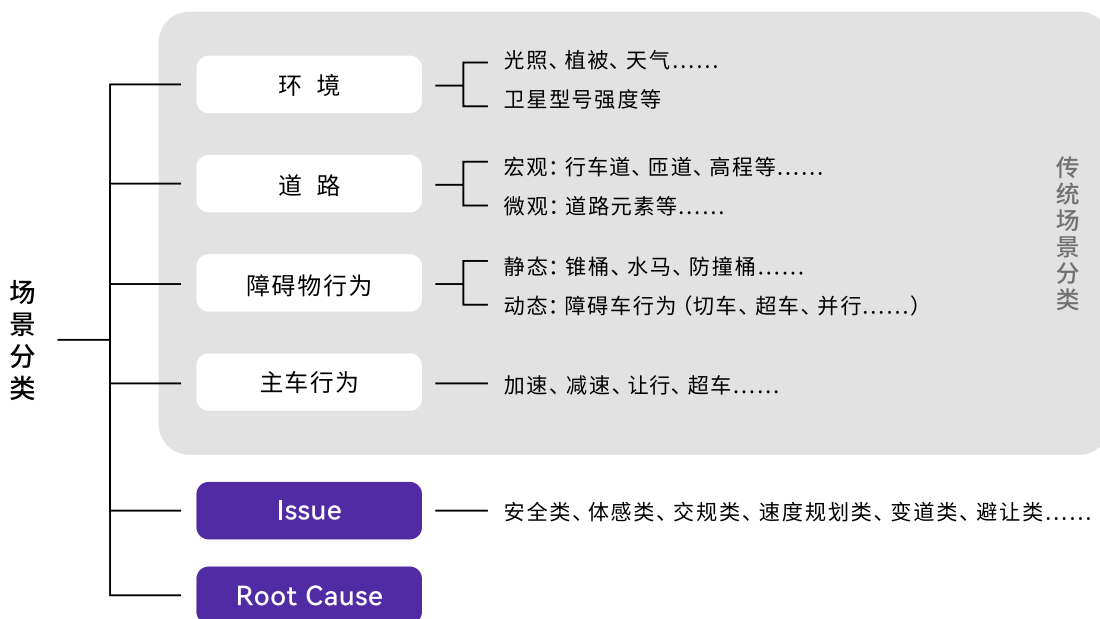 场景分类
环 境
光照、植被、天气……
卫星型号强度等
道 路
宏观：行车道、匝道、高程等……
微观：道路元素等……
障碍物行为
静态：锥桶、水马、防撞桶……
动态：障碍车行为（切车、超车、并行……）
主车行为
加速、减速、让行、超车……
传统场景分类
Issue
安全类、体感类、交规类、速度规划类、变道类、避让类……
Root Cause